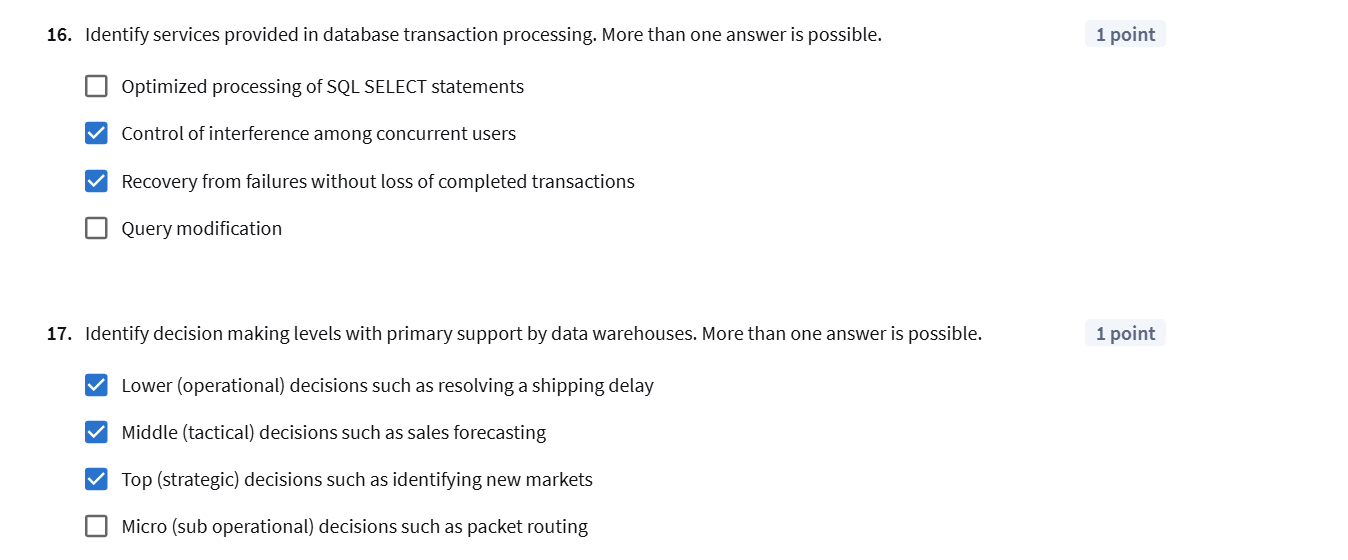 16. Identify services provided in database transaction processing. More than one answer is possible. 1 point
Optimized processing of SQL SELECT statements
Control of interference among concurrent users
Recovery from failures without loss of completed transactions
Query modification
17. Identify decision making levels with primary support by data warehouses. More than one answer is possible. 1 point
Lower (operational) decisions such as resolving a shipping delay
Middle (tactical) decisions such as sales forecasting
Top (strategic) decisions such as identifying new markets
Micro (sub operational) decisions such as packet routing